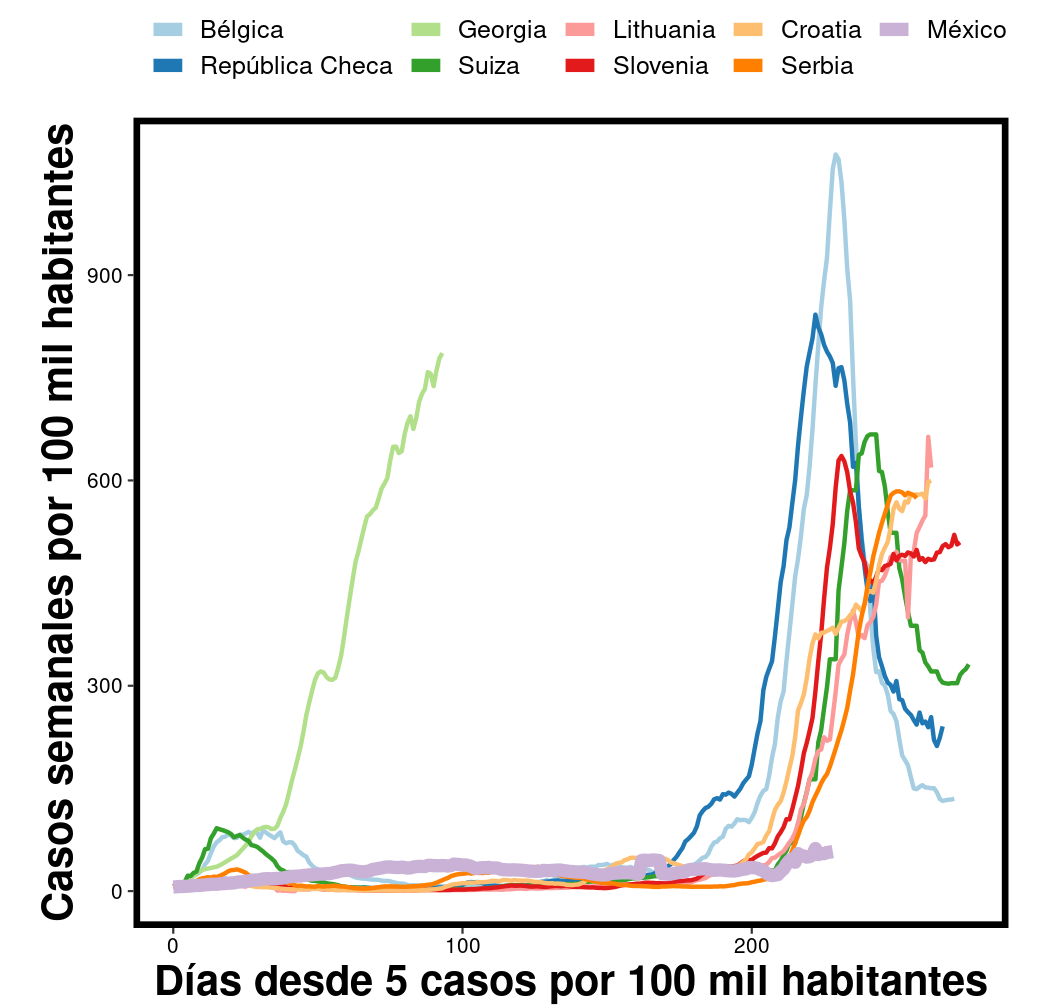 Bélgica Georgia Lithuania Croatia México
República Checa Suiza Slovenia Serbia
Casos semanales por 100 mil habitantes
900
600
300
0
0 100 200
Días desde 5 casos por 100 mil habitantes